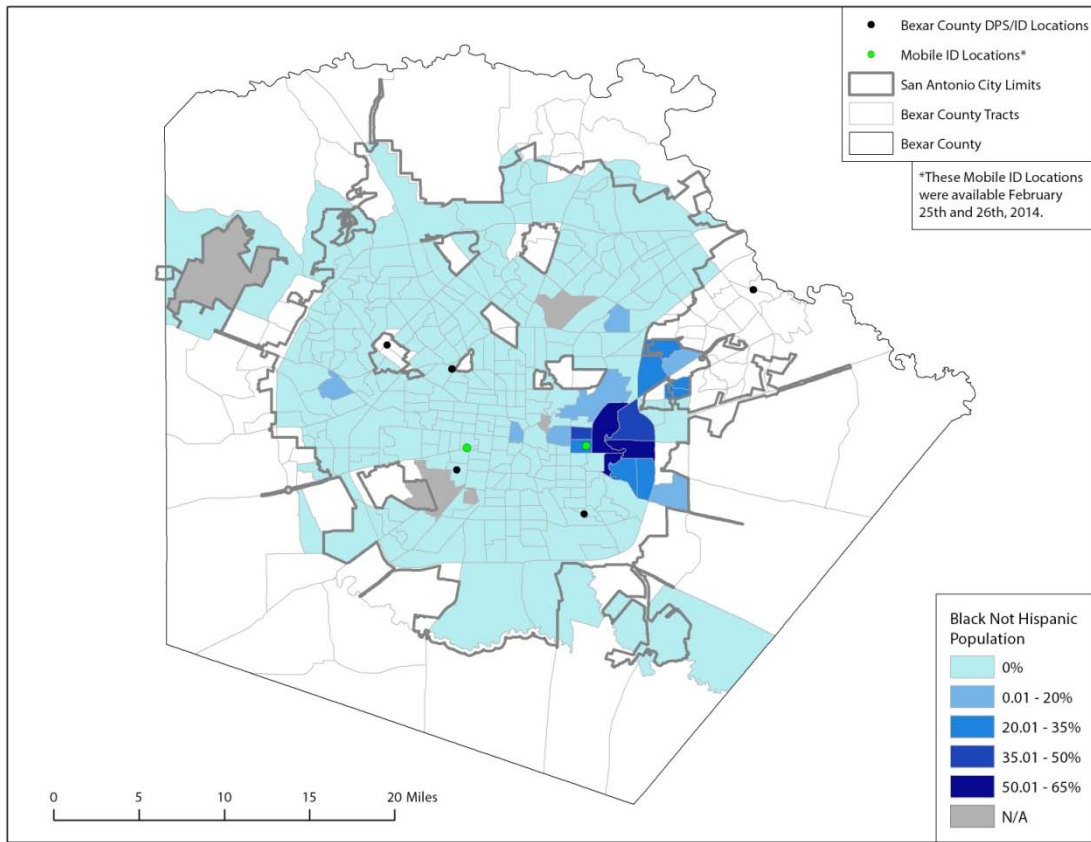 Bexar County DPS/ID Locations
Mobile ID Locations*
San Antonio City Limits
Bexar County Tracts
Bexar County
*These Mobile ID Locations
were available February
25th and 26th, 2014.
Black Not Hispanic
Population
0%
0.01 - 20%
20.01 - 35%
35.01 - 50%
50.01 - 65%
N/A
0 5 10 15 20 Miles